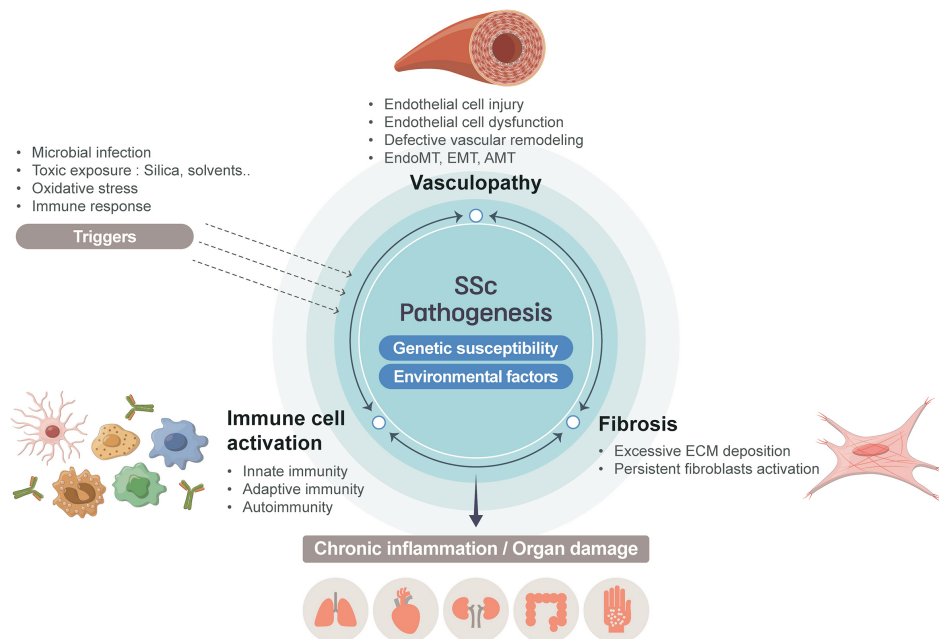 • Endothelial cell injury
• Endothelial cell dysfunction
• Defective vascular remodeling
• EndoMT, EMT, AMT
Vasculopathy
• Microbial infection
• Toxic exposure : Silica, solvents..
• Oxidative stress
• Immune response
Triggers
SSc
Pathogenesis
Genetic susceptibility
Environmental factors
Immune cell
activation
• Innate immunity
• Adaptive immunity
• Autoimmunity
Fibrosis
• Excessive ECM deposition
• Persistent fibroblasts activation
Chronic inflammation / Organ damage